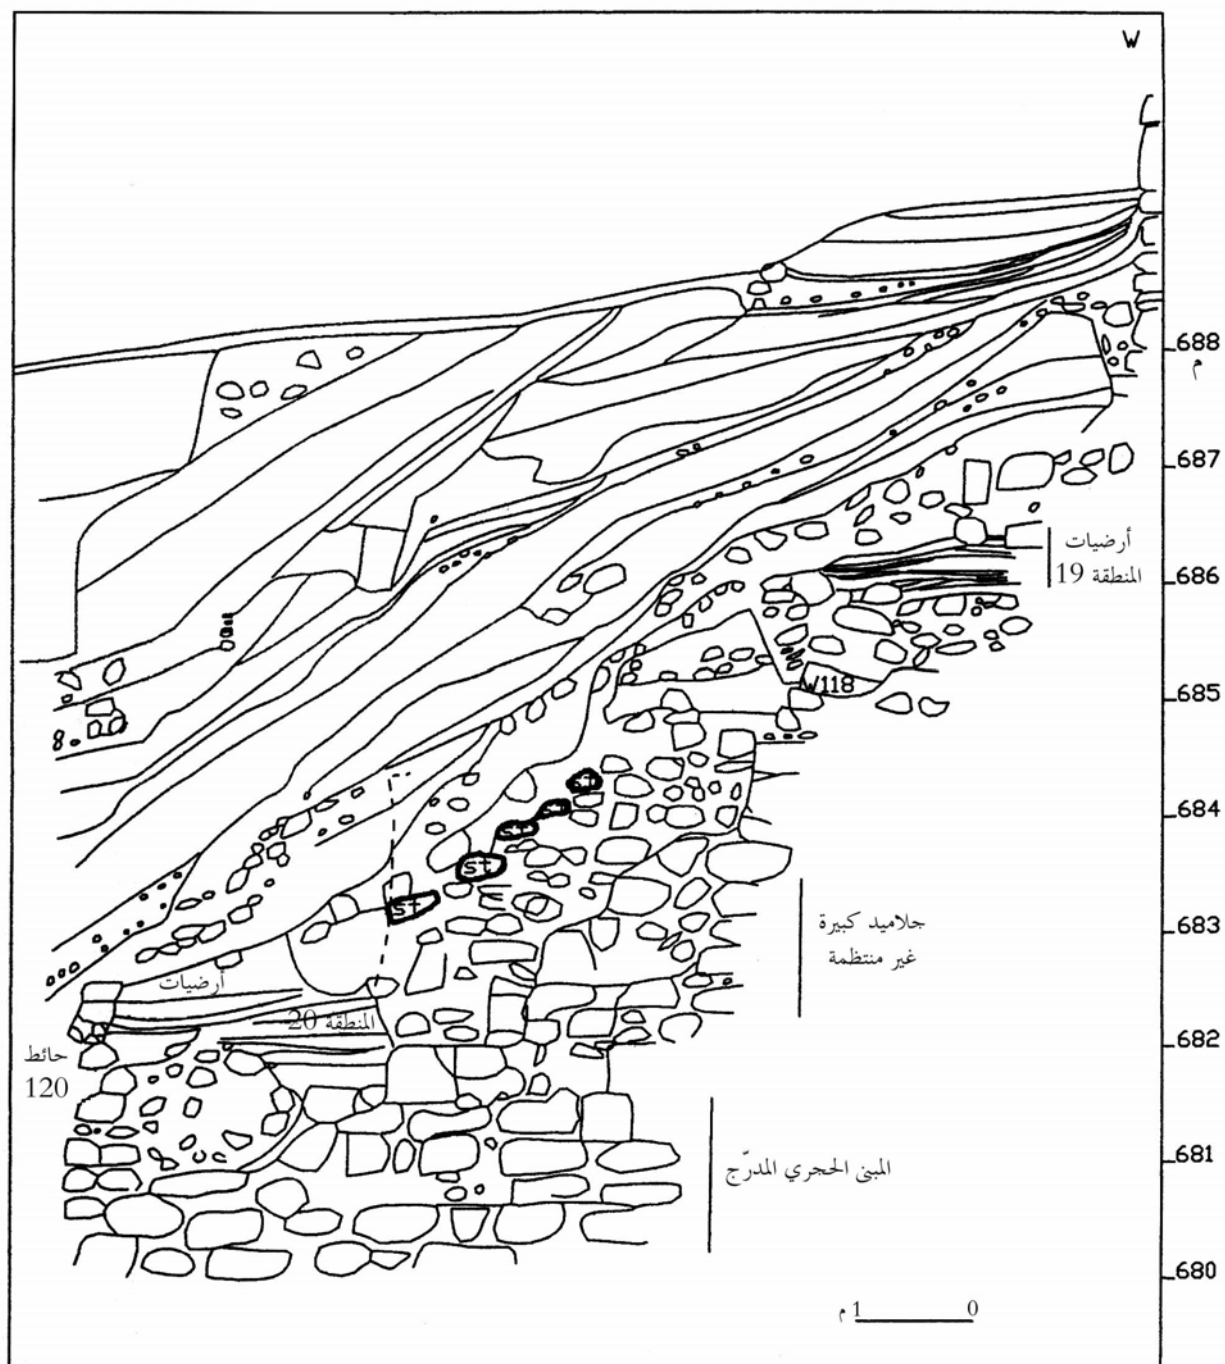 W
688
م
687
أرضيات
المنطقة 19
686
W118
685
st
st
st
684
st
st
جلاميد كبيرة
غير منتظمة
683
أرضيات
المنطقة 20
682
حائط
120
المبنى الحجري المدرّج
681
680
0 1 م